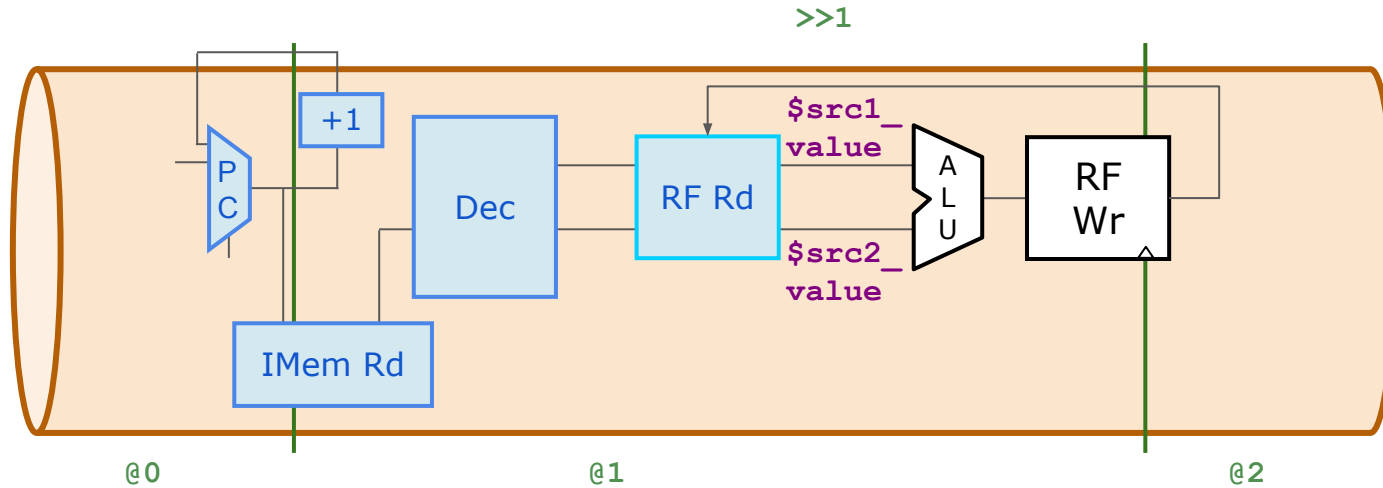 >>1
+1
$src1_
value
P
C
Dec
RF Rd
A
L
U
RF
Wr
$src2_
value
IMem Rd
@0
@1
@2